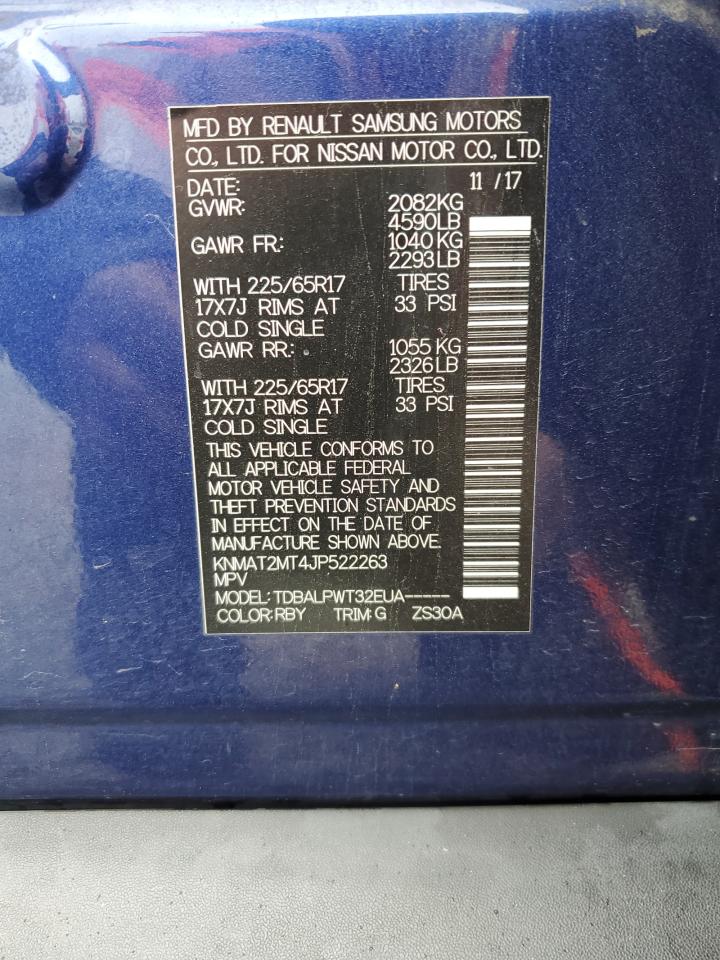 MFD BY RENAULT SAMSUNG MOTORS
CO., LTD. FOR NISSAN MOTOR CO., LTD.
DATE: 11 / 17
GVWR: 2082KG
4590LB
GAWR FR.: 1040 KG
2293 LB
WITH 225/65R17 TIRES
17X7J RIMS AT 33 PSI
COLD SINGLE
GAWR RR.: 1055 KG
2326 LB
WITH 225/65R17 TIRES
17X7J RIMS AT 33 PSI
COLD SINGLE
THIS VEHICLE CONFORMS TO
ALL APPLICABLE FEDERAL
MOTOR VEHICLE SAFETY AND
THEFT PREVENTION STANDARDS
IN EFFECT ON THE DATE OF
MANUFACTURE SHOWN ABOVE.
KNMAT2MT4JP522263
MPV
MODEL: TDBALPWT32EUA-----
COLOR: RBY TRIM: G ZS30A